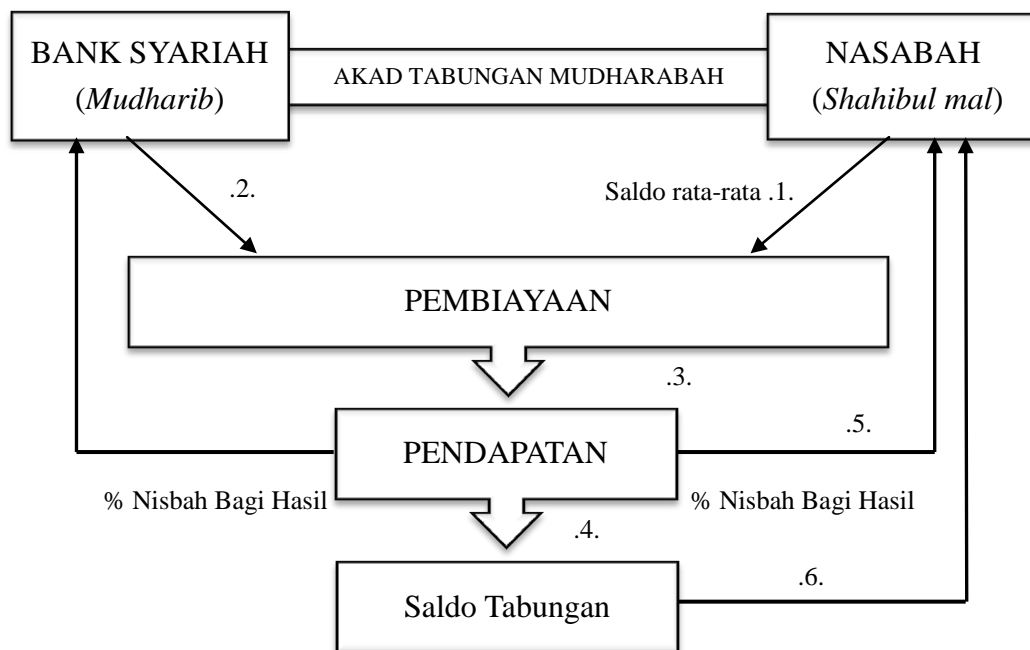 BANK SYARIAH
(Mudharib)
AKAD TABUNGAN MUDHARABAH
NASABAH
(Shahibul mal)
.2.
Saldo rata-rata .1.
PEMBIAYAAN
.3.
PENDAPATAN
.5.
% Nisbah Bagi Hasil
% Nisbah Bagi Hasil
.4.
Saldo Tabungan
.6.